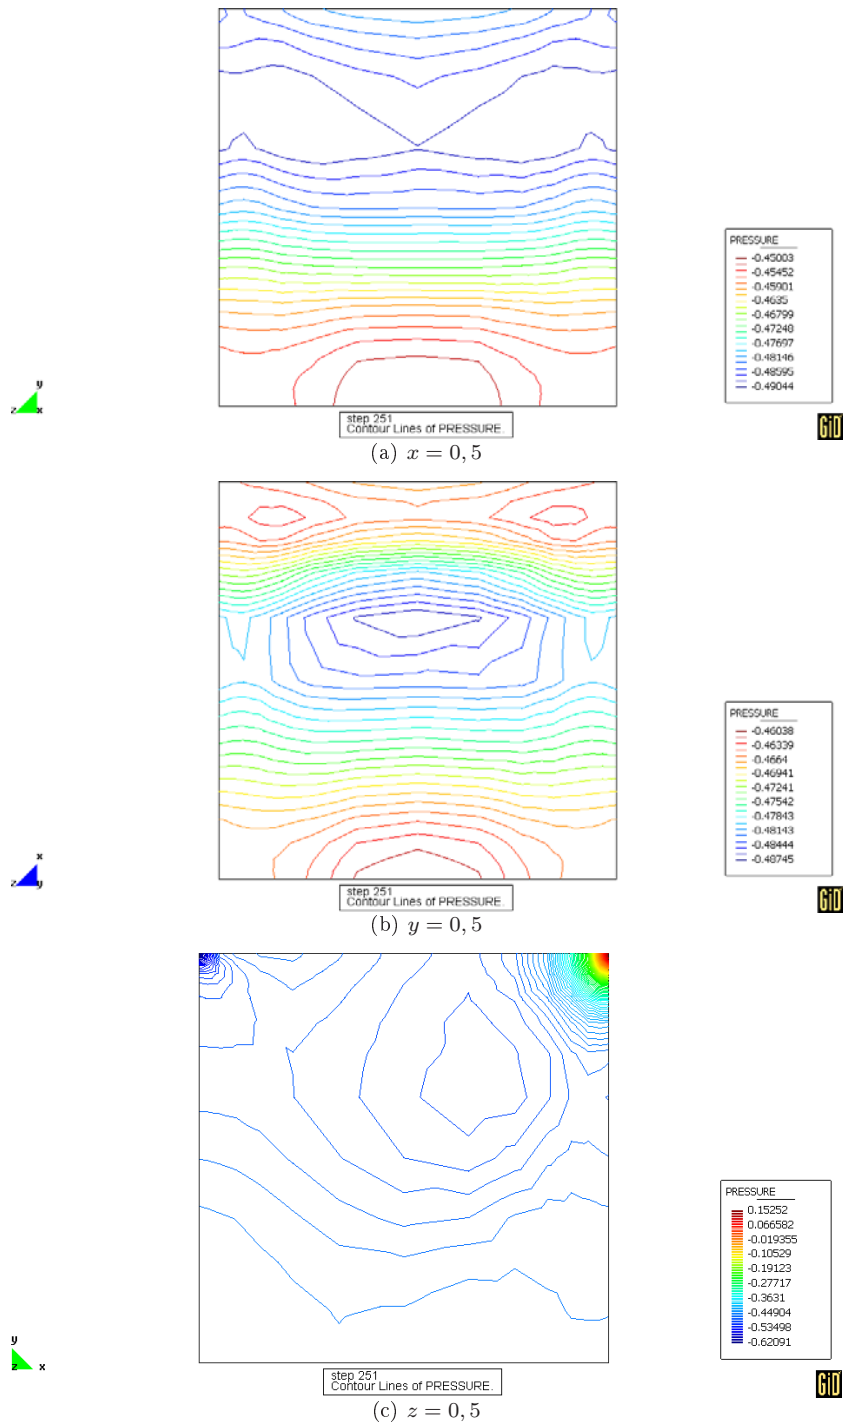 PRESSURE
-0.45003
-0.45452
-0.45901
-0.4635
-0.46799
-0.47248
-0.47697
-0.48146
-0.48595
-0.49044
y
z x
step 251
Contour Lines of PRESSURE.
GiD
(a) x = 0, 5
PRESSURE
-0.46038
-0.46339
-0.4664
-0.46941
-0.47241
-0.47542
-0.47843
-0.48143
-0.48444
-0.48745
x
z y
step 251
Contour Lines of PRESSURE.
GiD
(b) y = 0, 5
PRESSURE
0.15252
0.066582
-0.019355
-0.10529
-0.19123
-0.27717
-0.3631
-0.44904
-0.53498
-0.62091
y
z x
step 251
Contour Lines of PRESSURE.
GiD
(c) z = 0, 5